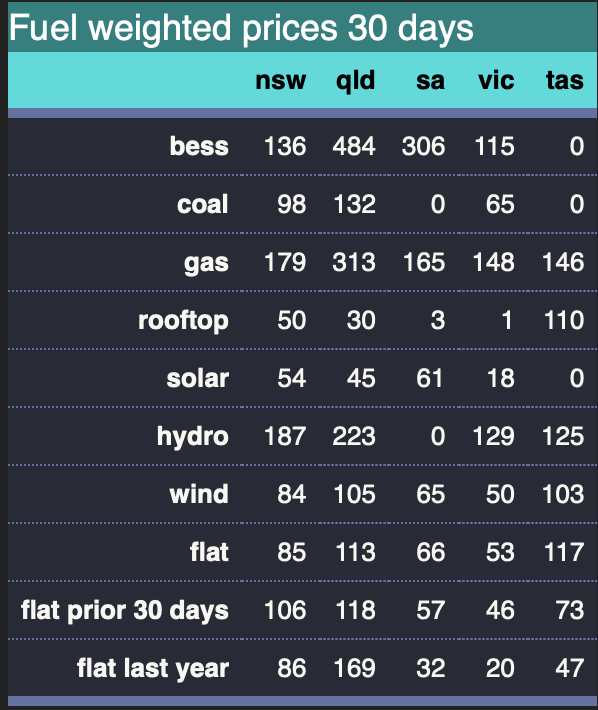 Fuel weighted prices 30 days
nsw qld sa vic tas
bess 136 484 306 115 0
coal 98 132 0 65 0
gas 179 313 165 148 146
rooftop 50 30 3 1 110
solar 54 45 61 18 0
hydro 187 223 0 129 125
wind 84 105 65 50 103
flat 85 113 66 53 117
flat prior 30 days 106 118 57 46 73
flat last year 86 169 32 20 47